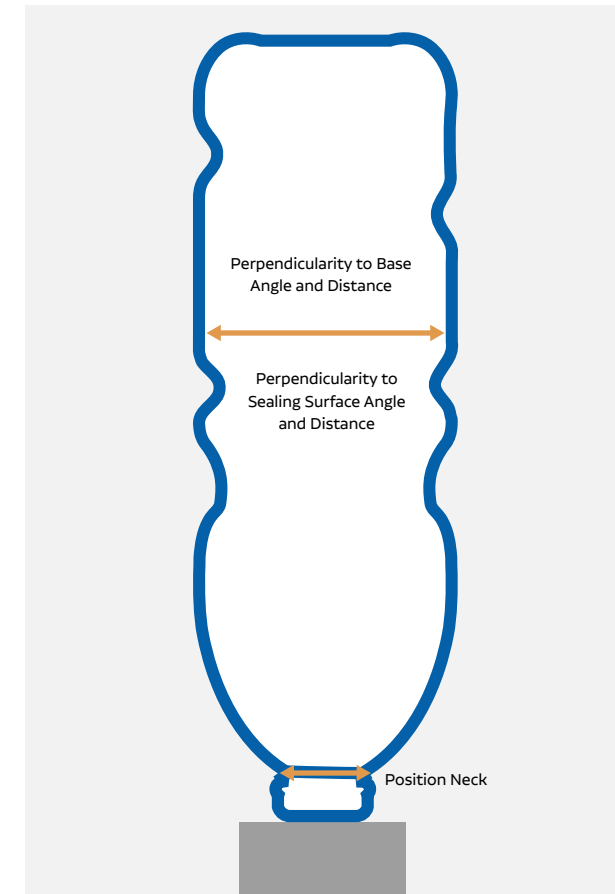 Perpendicularity to Base
Angle and Distance
Perpendicularity to
Sealing Surface Angle
and Distance
Position Neck